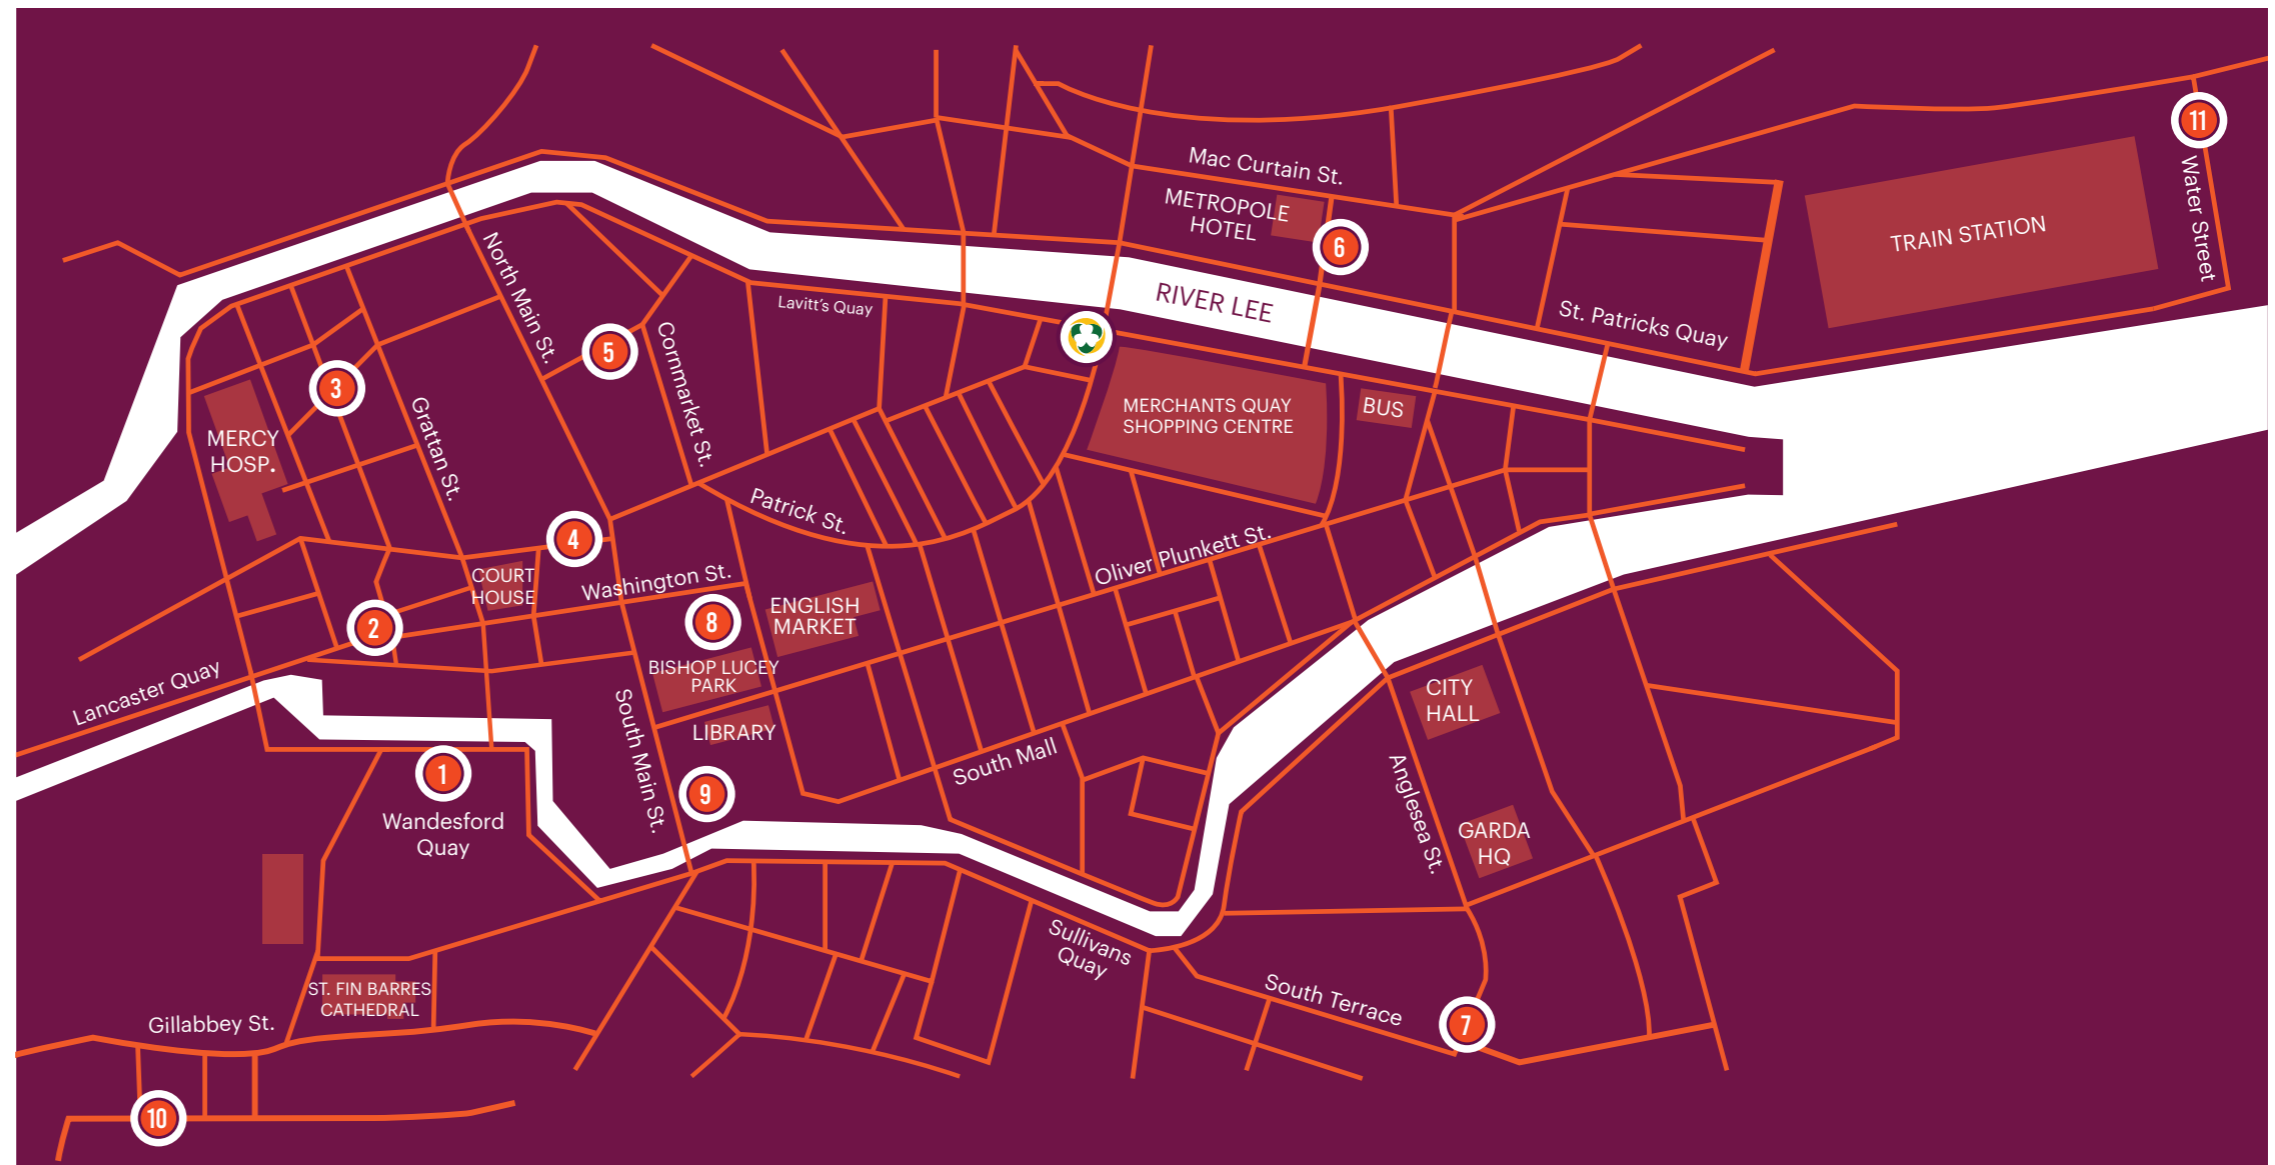 11
Water Street
Mac Curtain St.
METROPOLE
HOTEL
6
TRAIN STATION
North Main St.
RIVER LEE
Lavitt's Quay
St. Patricks Quay
5
Cornmarket St.
3
Grattan St.
MERCHANTS QUAY
SHOPPING CENTRE
BUS
MERCY
HOSP.
Patrick St.
4
Oliver Plunkett St.
COURT
HOUSE
Washington St.
2
8
ENGLISH
MARKET
BISHOP LUCEY
PARK
Lancaster Quay
South Main St.
LIBRARY
CITY
HALL
1
9
South Mall
Anglesea St.
Wandesford
Quay
GARDA
HQ
Sullivans
Quay
ST. FIN BARRES
CATHEDRAL
South Terrace
Gillabbey St.
7
10